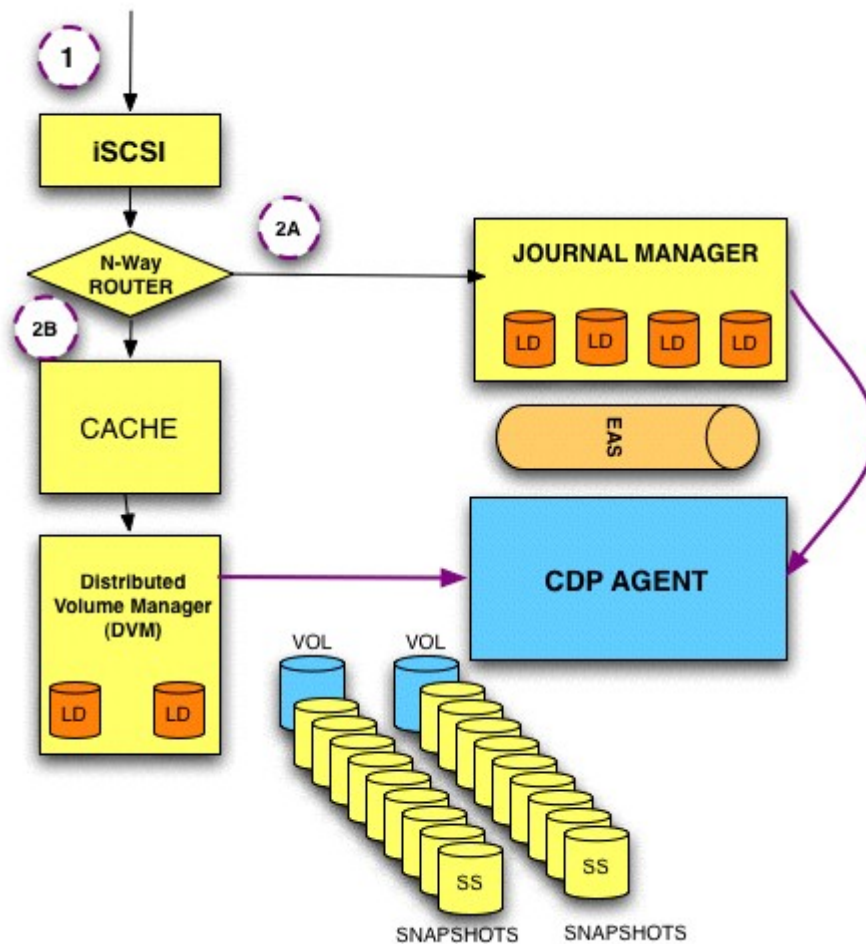 1
iSCSI
2A
N-Way
ROUTER
2B
JOURNAL MANAGER
LD
LD
LD
LD
CACHE
EAS
Distributed
Volume Manager
(DVM)
LD
LD
CDP AGENT
VOL
VOL
SS
SS
SNAPSHOTS
SNAPSHOTS